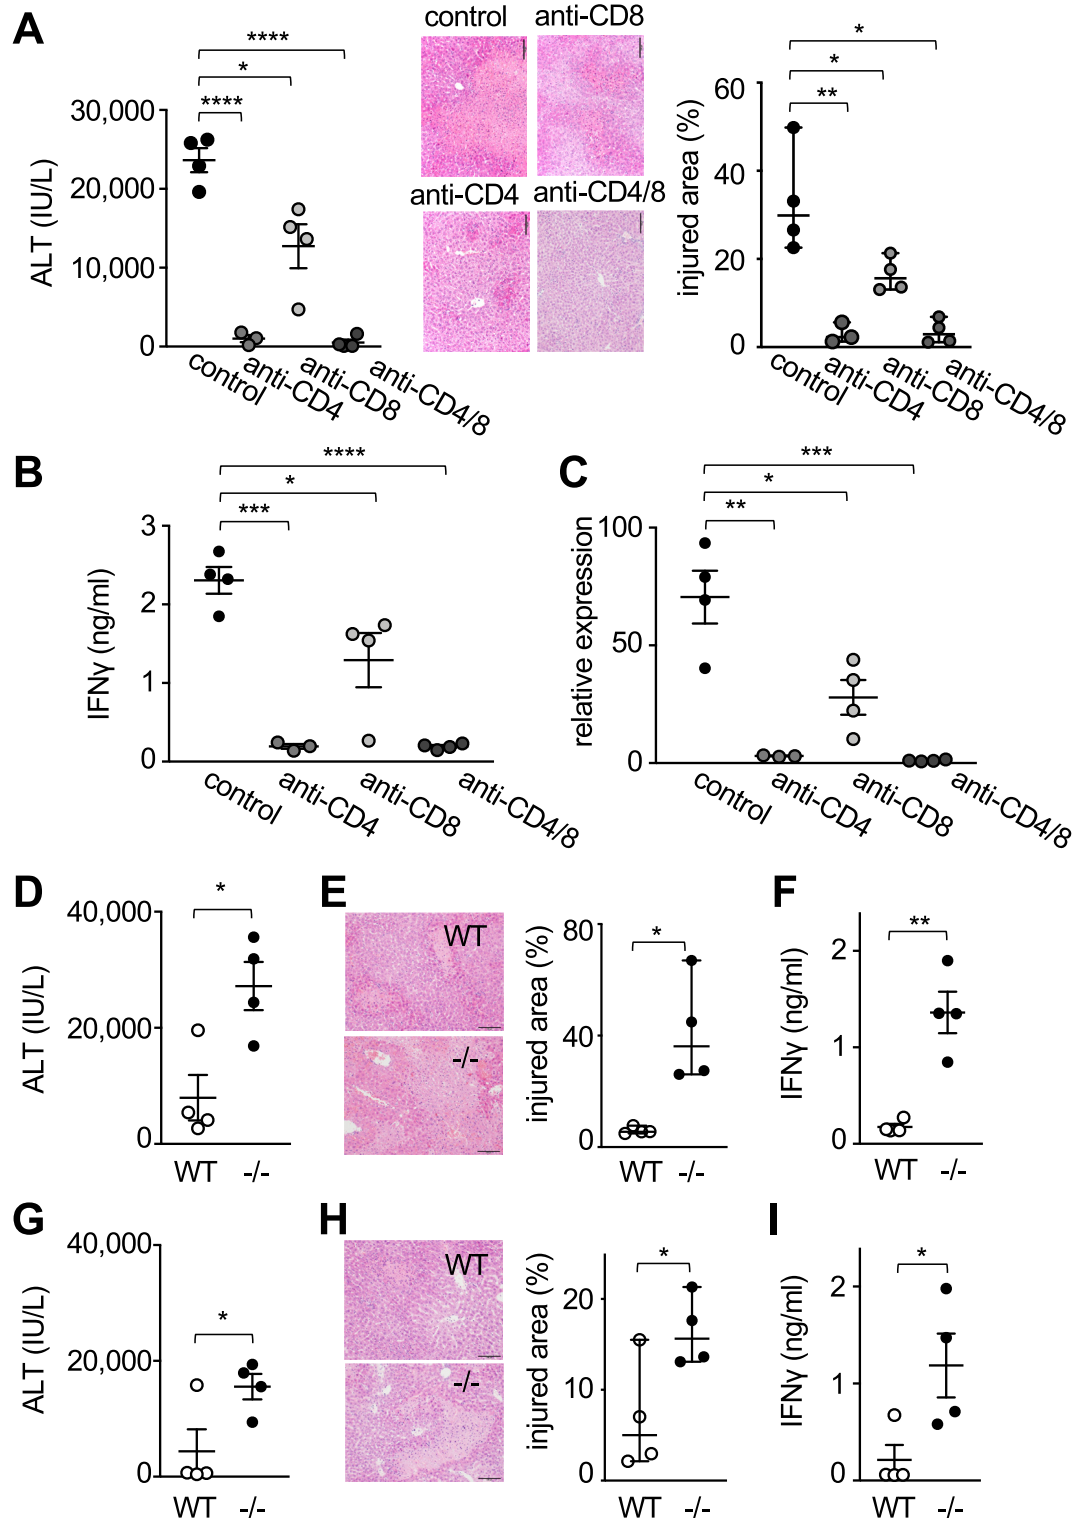 A
ALT (IU/L)
30,000
20,000
10,000
0
****
*
****
control
anti-CD4
anti-CD8
anti-CD4/8
control
anti-CD8
anti-CD4
anti-CD4/8
injured area (%)
60
40
20
0
*
*
**
control
anti-CD4
anti-CD8
anti-CD4/8
B
IFNγ (ng/ml)
3
2
1
0
****
*
***
control
anti-CD4
anti-CD8
anti-CD4/8
C
relative expression
100
50
0
***
*
**
control
anti-CD4
anti-CD8
anti-CD4/8
D
ALT (IU/L)
40,000
20,000
0
*
WT -/-
E
WT
-/-
injured area (%)
80
40
0
*
WT -/-
F
IFNγ (ng/ml)
2
1
0
**
WT -/-
G
ALT (IU/L)
40,000
20,000
0
*
WT -/-
H
WT
-/-
injured area (%)
20
10
0
*
WT -/-
I
IFNγ (ng/ml)
2
1
0
*
WT -/-